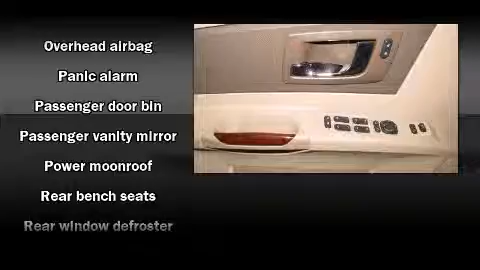 Overhead airbag
Panic alarm
Passenger door bin
Passenger vanity mirror
Power moonroof
Rear bench seats
Rear window defroster